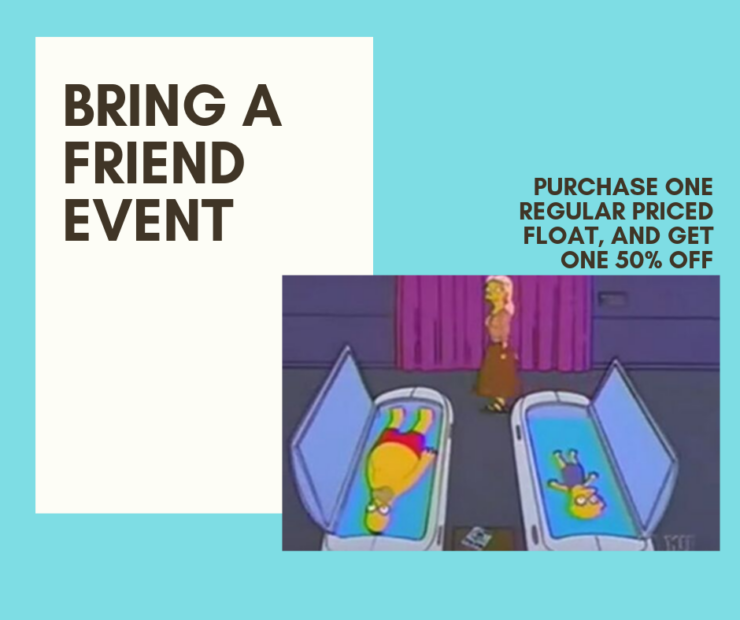 BRING A
FRIEND
EVENT
PURCHASE ONE
REGULAR PRICED
FLOAT, AND GET
ONE 50% OFF